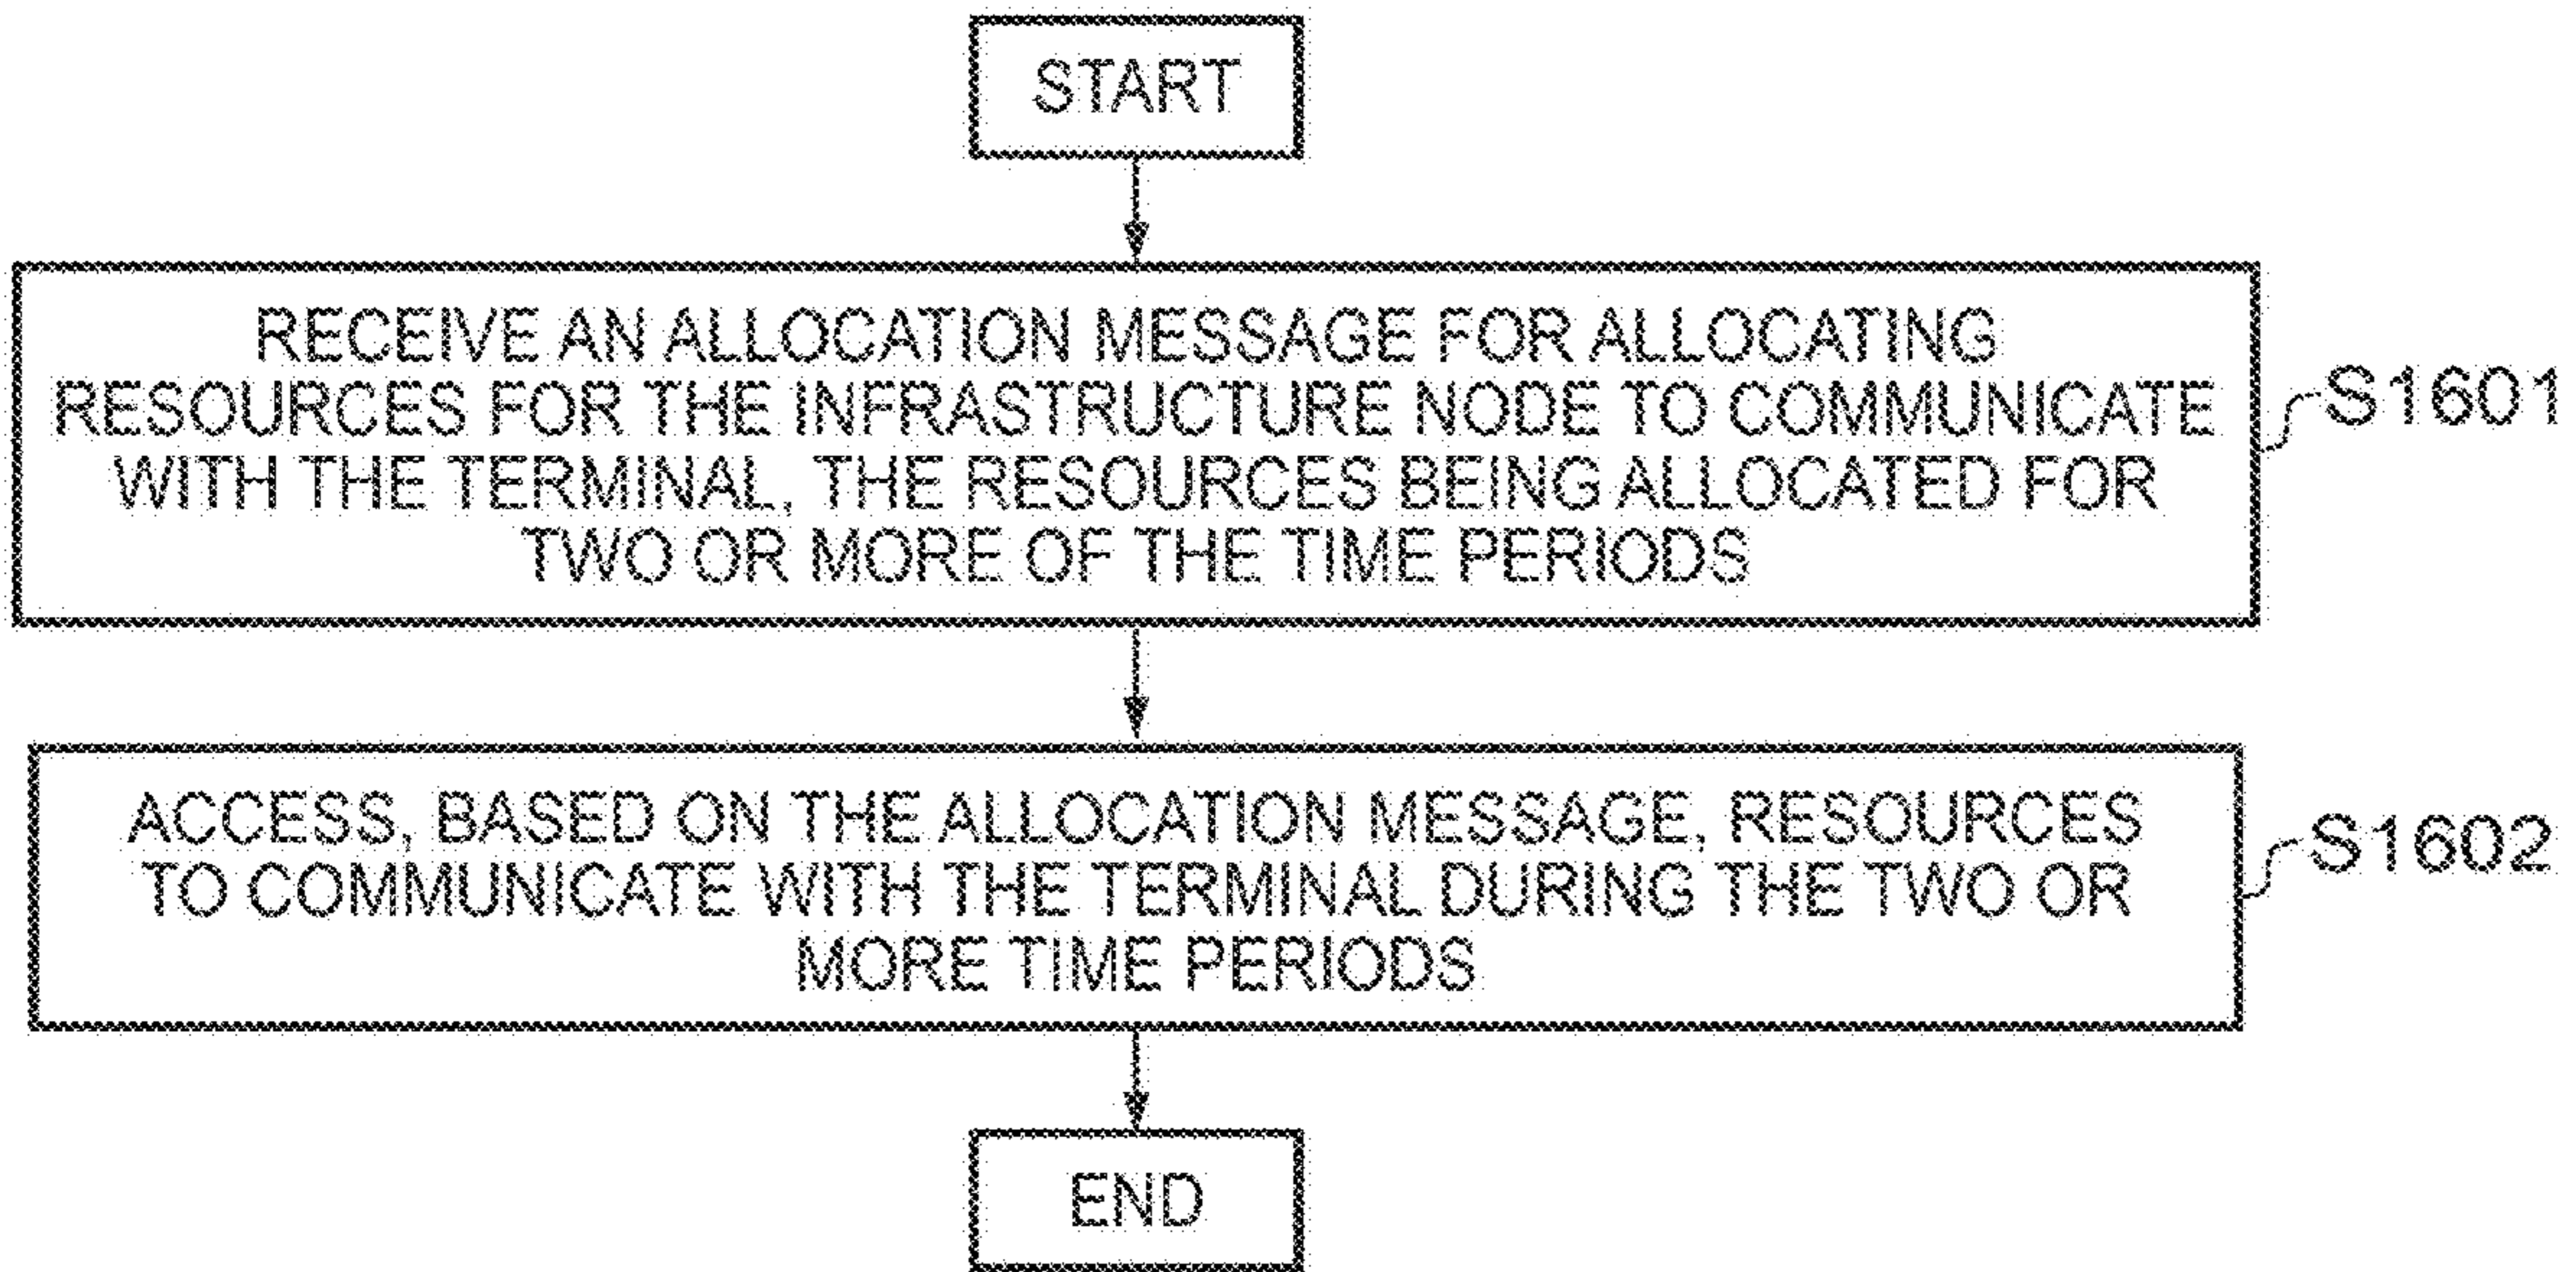 START
RECEIVE AN ALLOCATION MESSAGE FOR ALLOCATING
RESOURCES FOR THE INFRASTRUCTURE NODE TO COMMUNICATE
WITH THE TERMINAL, THE RESOURCES BEING ALLOCATED FOR
TWO OR MORE OF THE TIME PERIODS
S1601
ACCESS, BASED ON THE ALLOCATION MESSAGE, RESOURCES
TO COMMUNICATE WITH THE TERMINAL DURING THE TWO OR
MORE TIME PERIODS
S1602
END